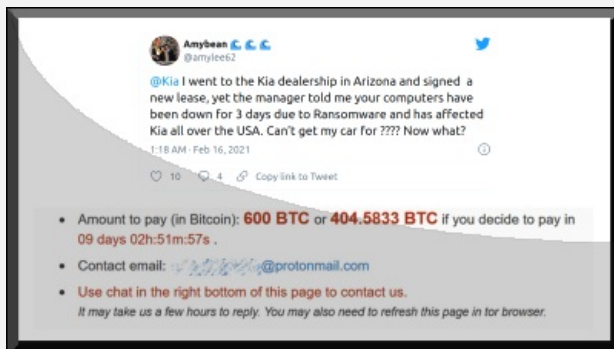 Amybean
@amylee62
@Kia I went to the Kia dealership in Arizona and signed a
new lease, yet the manager told me your computers have
been down for 3 days due to Ransomware and has affected
Kia all over the USA. Can't get my car for ???? Now what?
1:18 AM · Feb 16, 2021
10 4 Copy link to Tweet
• Amount to pay (in Bitcoin): 600 BTC or 404.5833 BTC if you decide to pay in
09 days 02h:51m:57s .
• Contact email: @protonmail.com
• Use chat in the right bottom of this page to contact us.
It may take us a few hours to reply. You may also need to refresh this page in tor browser.